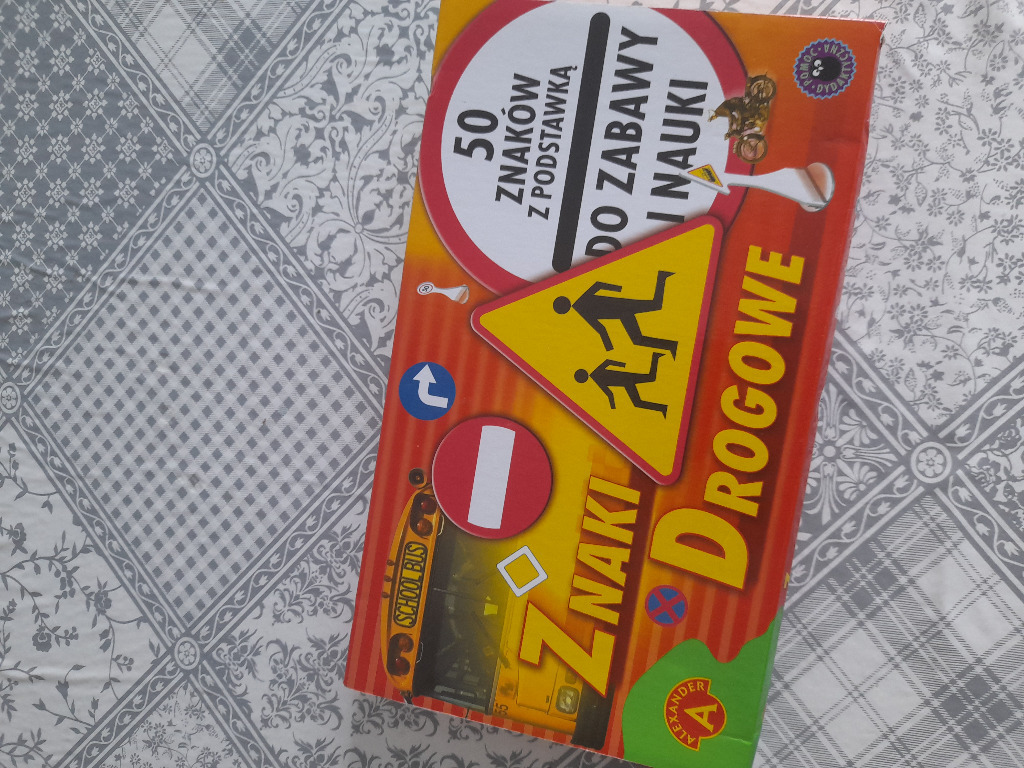 50
ZNAKÓW
Z PODSTAWKĄ
DO ZABAWY
I NAUKI
ZNAKI
DROGOWE
SCHOOL BUS
ALEXANDER
A